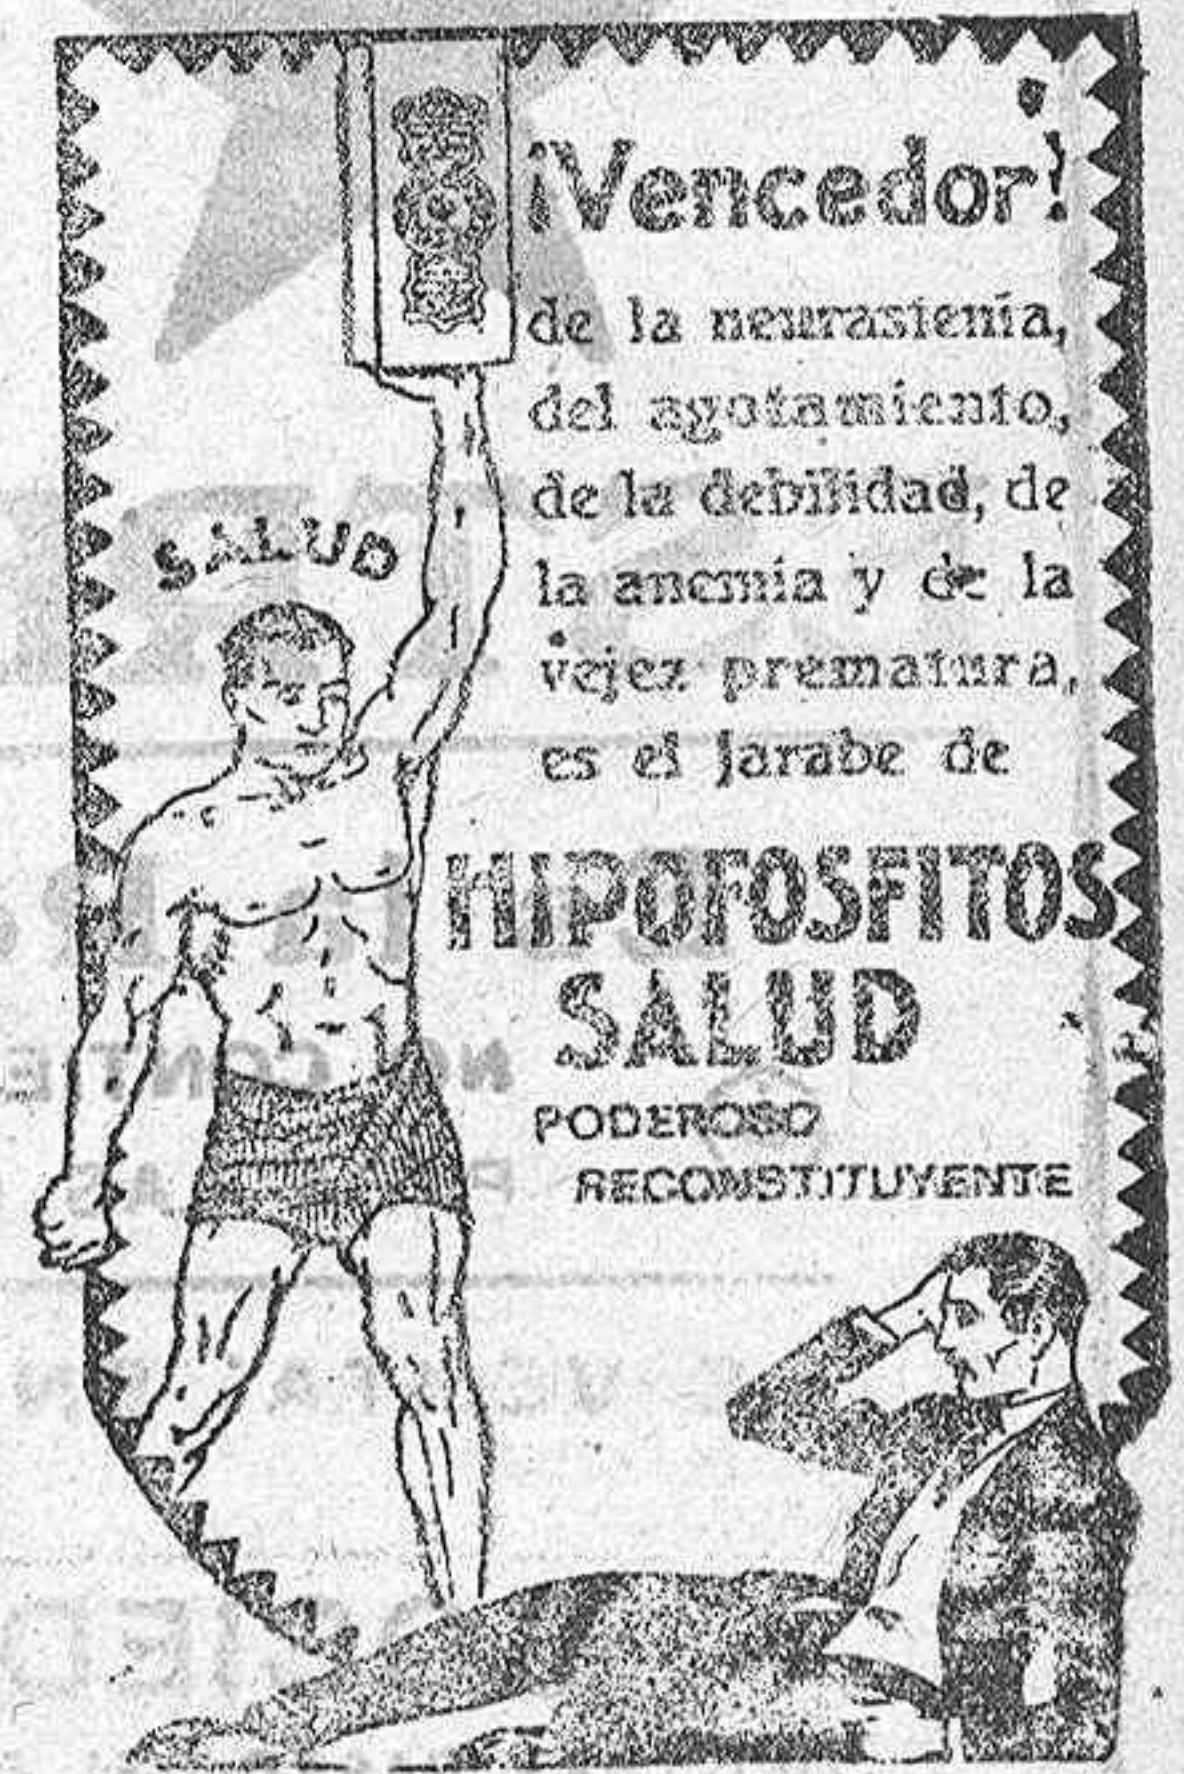 ¡Vencedor!
de la neurastenia,
del agotamiento,
de la debilidad, de
la anemia y de la
vejez prematura,
es el Jarabe de
HIPOFOSFITOS
SALUD
PODEROSO
RECONSTITUYENTE
SALUD